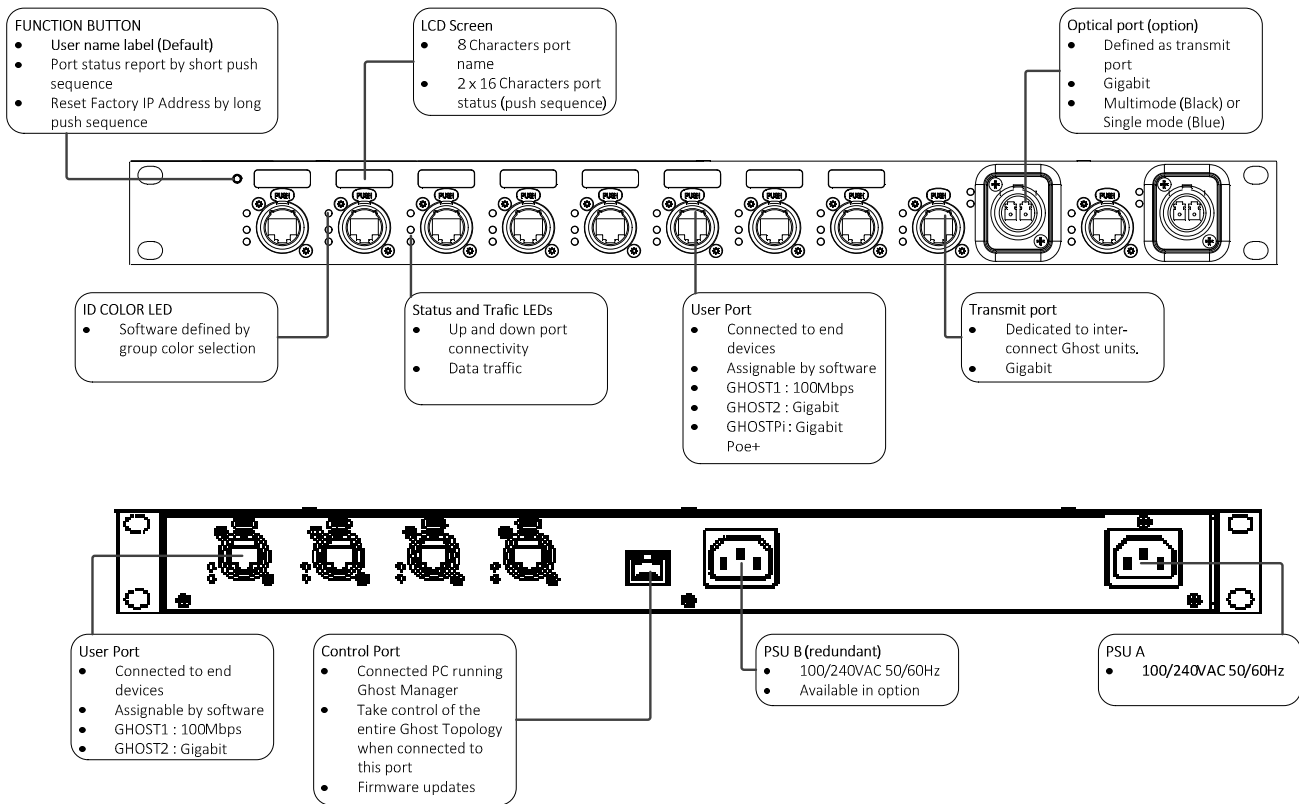 FUNCTION BUTTON
• User name label (Default)
• Port status report by short push
sequence
• Reset Factory IP Address by long
push sequence
LCD Screen
• 8 Characters port
name
• 2 x 16 Characters port
status (push sequence)
Optical port (option)
• Defined as transmit
port
• Gigabit
• Multimode (Black) or
Single mode (Blue)
PUSH PUSH PUSH PUSH PUSH PUSH PUSH PUSH PUSH PUSH
ID COLOR LED
• Software defined by
group color selection
Status and Trafic LEDs
• Up and down port
connectivity
• Data traffic
User Port
• Connected to end
devices
• Assignable by software
• GHOST1 : 100Mbps
• GHOST2 : Gigabit
• GHOSTPi : Gigabit
Poe+
Transmit port
• Dedicated to inter-
connect Ghost units.
• Gigabit
User Port
• Connected to end
devices
• Assignable by software
• GHOST1 : 100Mbps
• GHOST2 : Gigabit
Control Port
• Connected PC running
Ghost Manager
• Take control of the
entire Ghost Topology
when connected to
this port
• Firmware updates
PSU B (redundant)
• 100/240VAC 50/60Hz
• Available in option
PSU A
• 100/240VAC 50/60Hz